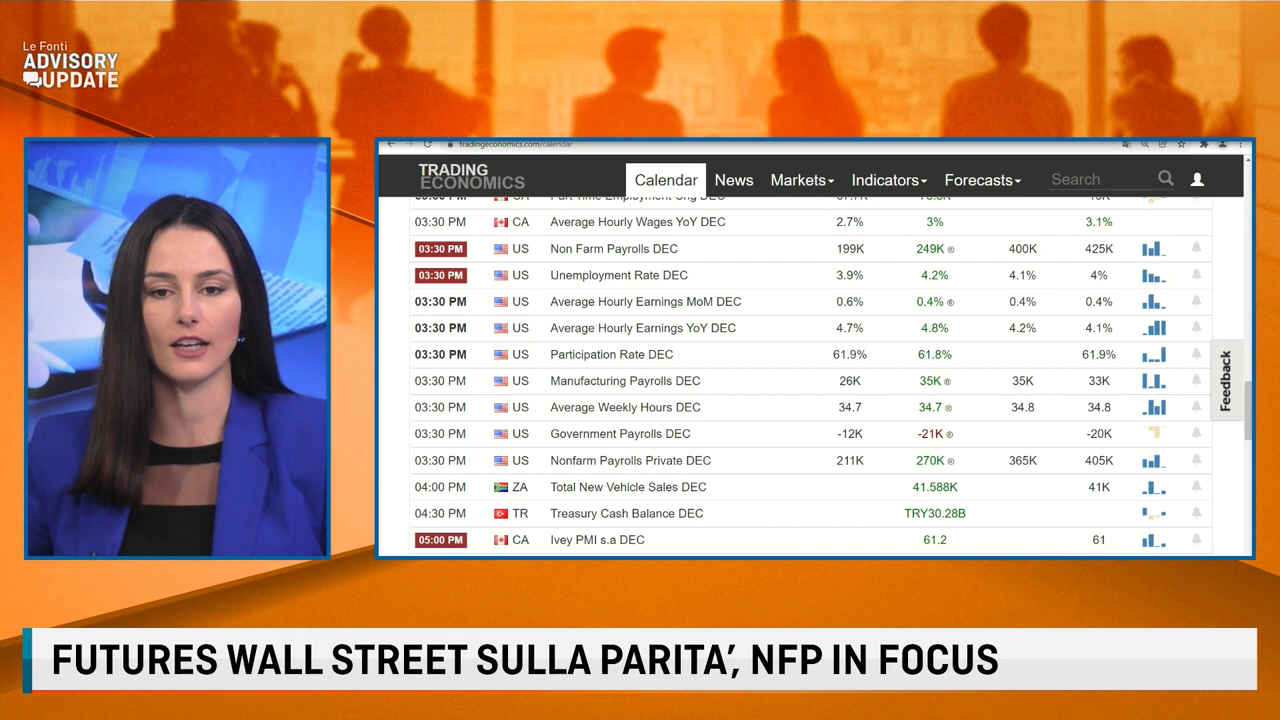 Le Fonti
ADVISORY
UPDATE
tradingeconomics.com/calendar
TRADING
ECONOMICS
Calendar News Markets Indicators Forecasts Search
03:30 PM CA Average Hourly Wages YoY DEC 2.7% 3% 3.1%
03:30 PM US Non Farm Payrolls DEC 199K 249K ® 400K 425K
03:30 PM US Unemployment Rate DEC 3.9% 4.2% 4.1% 4%
03:30 PM US Average Hourly Earnings MoM DEC 0.6% 0.4% ® 0.4% 0.4%
03:30 PM US Average Hourly Earnings YoY DEC 4.7% 4.8% 4.2% 4.1%
03:30 PM US Participation Rate DEC 61.9% 61.8% 61.9%
03:30 PM US Manufacturing Payrolls DEC 26K 35K ® 35K 33K
03:30 PM US Average Weekly Hours DEC 34.7 34.7 ® 34.8 34.8
03:30 PM US Government Payrolls DEC -12K -21K ® -20K
03:30 PM US Nonfarm Payrolls Private DEC 211K 270K ® 365K 405K
04:00 PM ZA Total New Vehicle Sales DEC 41.588K 41K
04:30 PM TR Treasury Cash Balance DEC TRY30.28B
05:00 PM CA Ivey PMI s.a DEC 61.2 61
Feedback
FUTURES WALL STREET SULLA PARITA’, NFP IN FOCUS